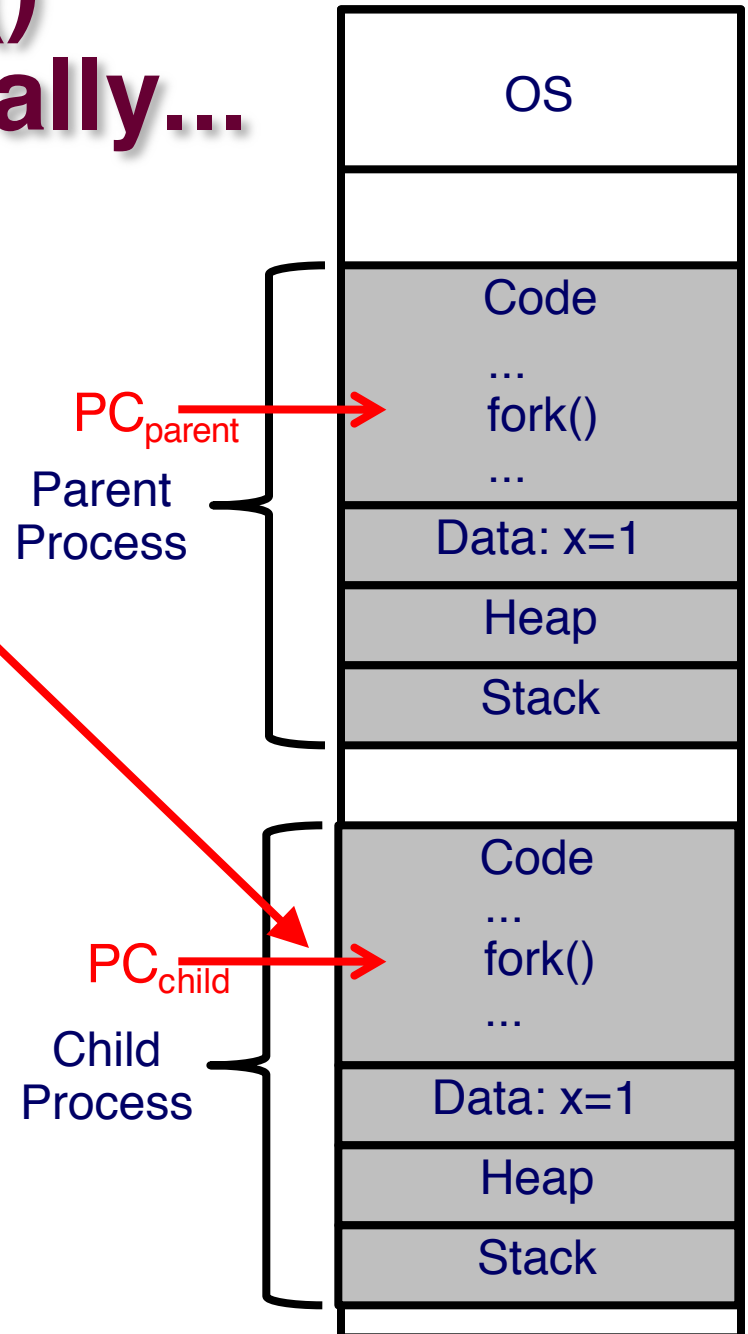 ()
ally...
OS
Code
...
fork()
...
PCparent
Parent
Process
Data: x=1
Heap
Stack
Code
...
fork()
...
PCchild
Child
Process
Data: x=1
Heap
Stack